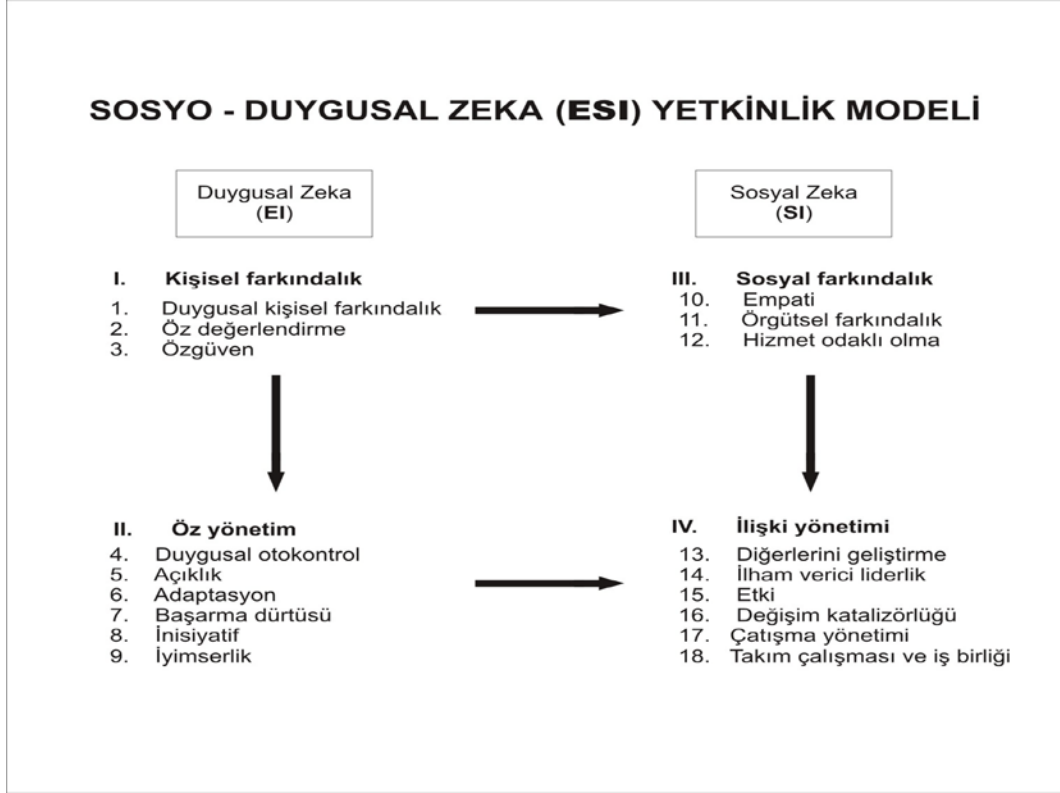 SOSYO - DUYGUSAL ZEKA (ESI) YETKİNLİK MODELİ
Duygusal Zeka
(EI)
I. Kişisel farkındalık
1. Duygusal kişisel farkındalık
2. Öz değerlendirme
3. Özgüven
II. Öz yönetim
4. Duygusal otokontrol
5. Açıklık
6. Adaptasyon
7. Başarma dürtüsü
8. İnisiyatif
9. İyimserlik
Sosyal Zeka
(SI)
III. Sosyal farkındalık
10. Empati
11. Örgütsel farkındalık
12. Hizmet odaklı olma
IV. İlişki yönetimi
13. Diğerlerini geliştirme
14. İlham verici liderlik
15. Etki
16. Değişim katalizörlüğü
17. Çatışma yönetimi
18. Takım çalışması ve iş birliği